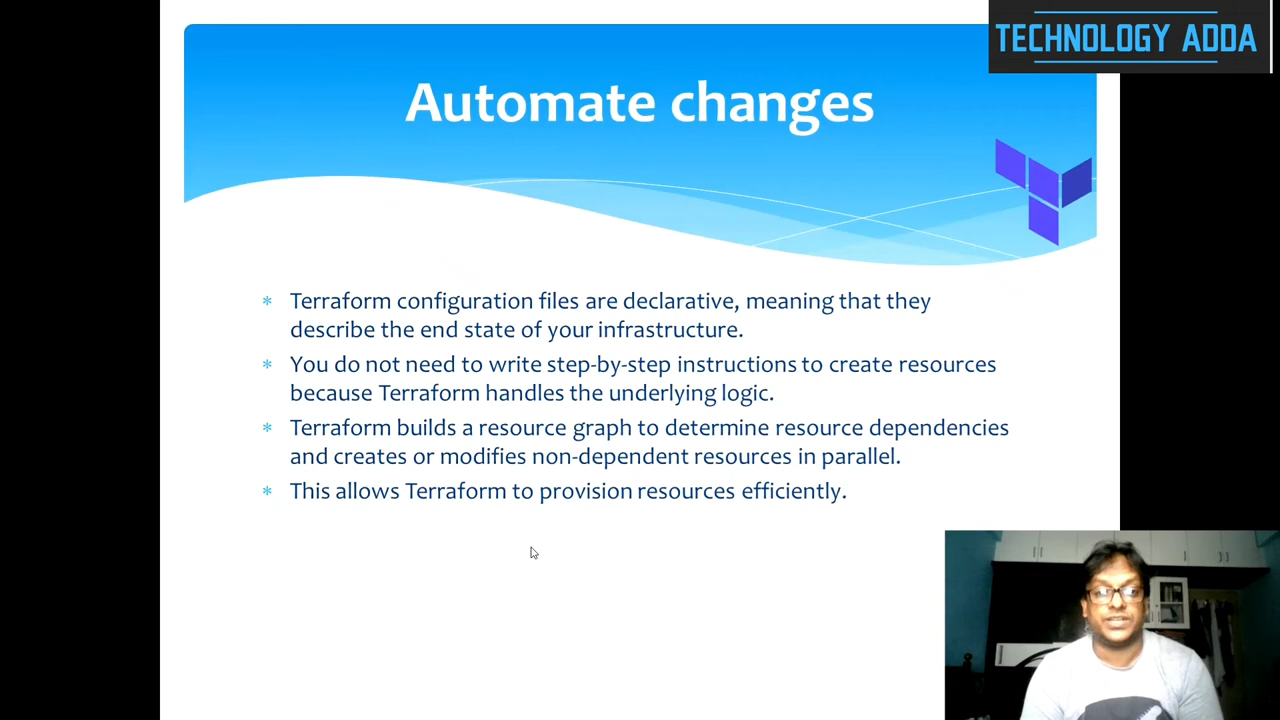 TECHNOLOGY ADDA
Automate changes
* Terraform configuration files are declarative, meaning that they
describe the end state of your infrastructure.
* You do not need to write step-by-step instructions to create resources
because Terraform handles the underlying logic.
* Terraform builds a resource graph to determine resource dependencies
and creates or modifies non-dependent resources in parallel.
* This allows Terraform to provision resources efficiently.